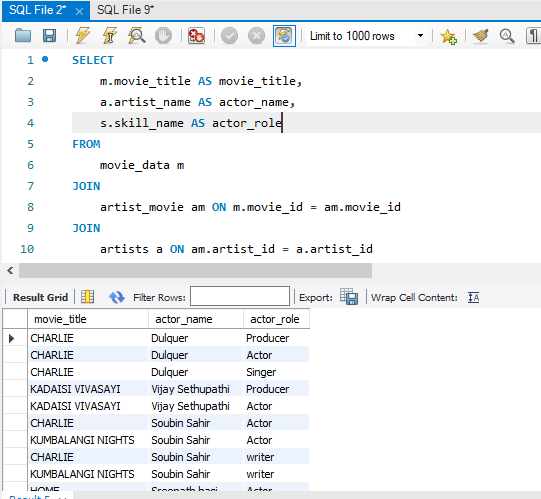 SQL File 2*
SQL File 9*
Limit to 1000 rows
1 SELECT
2 m.movie_title AS movie_title,
3 a.artist_name AS actor_name,
4 s.skill_name AS actor_role
5 FROM
6 movie_data m
7 JOIN
8 artist_movie am ON m.movie_id = am.movie_id
9 JOIN
10 artists a ON am.artist_id = a.artist_id
Result Grid Filter Rows: Export: Wrap Cell Content:
movie_title actor_name actor_role
CHARLIE Dulquer Producer
CHARLIE Dulquer Actor
CHARLIE Dulquer Singer
KADAISI VIVASAYI Vijay Sethupathi Producer
KADAISI VIVASAYI Vijay Sethupathi Actor
CHARLIE Soubin Sahir Actor
KUMBALANGI NIGHTS Soubin Sahir Actor
CHARLIE Soubin Sahir writer
KUMBALANGI NIGHTS Soubin Sahir writer
HOME Actor